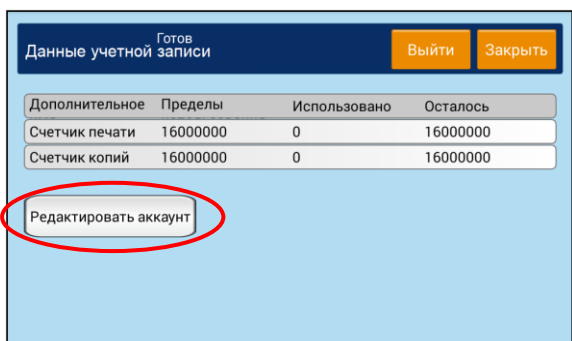 Готов
Данные учетной записи
Выйти
Закрыть
Дополнительное Пределы Использовано Осталось
Счетчик печати 16000000 0 16000000
Счетчик копий 16000000 0 16000000
Редактировать аккаунт